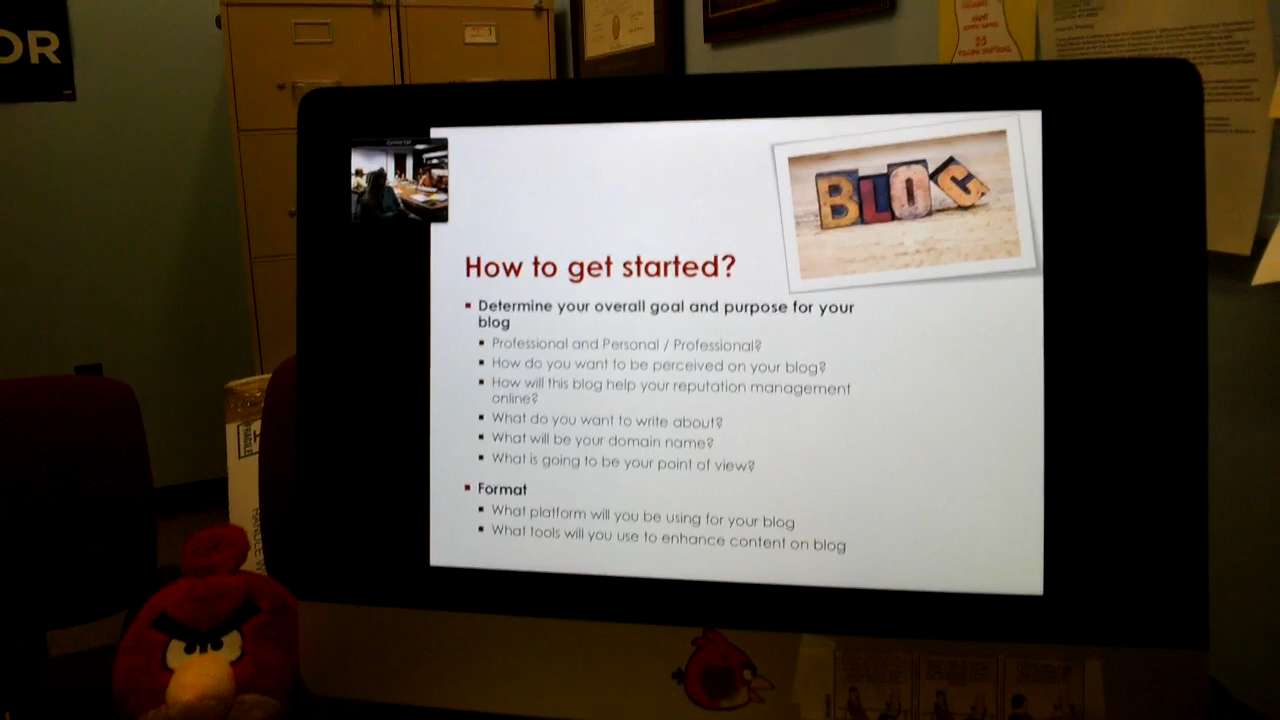 OR
BLOG
How to get started?
Determine your overall goal and purpose for your
blog
Professional and Personal / Professional?
How do you want to be perceived on your blog?
How will this blog help your reputation management
online?
What do you want to write about?
What will be your domain name?
What is going to be your point of view?
Format
What platform will you be using for your blog
What tools will you use to enhance content on blog
FRAGILE
HANDLE